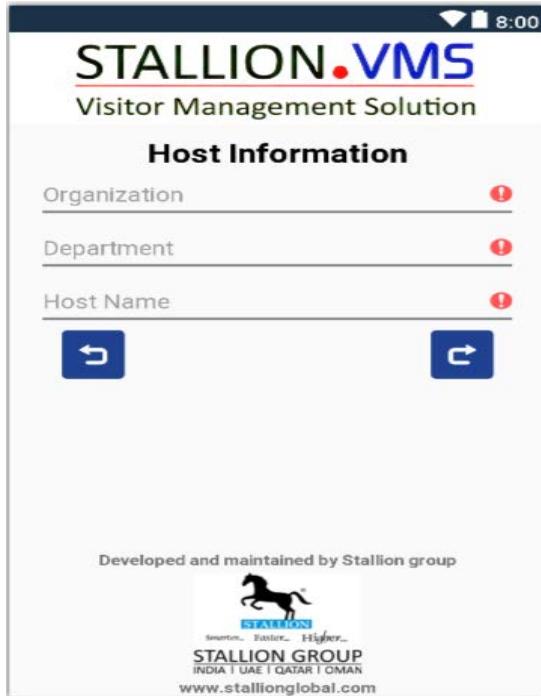 8:00
STALLION.VMS
Visitor Management Solution
Host Information
Organization
Department
Host Name
Developed and maintained by Stallion group
STALLION
Smarter... Faster... Higher...
STALLION GROUP
INDIA | UAE | QATAR | OMAN
www.stallionglobal.com